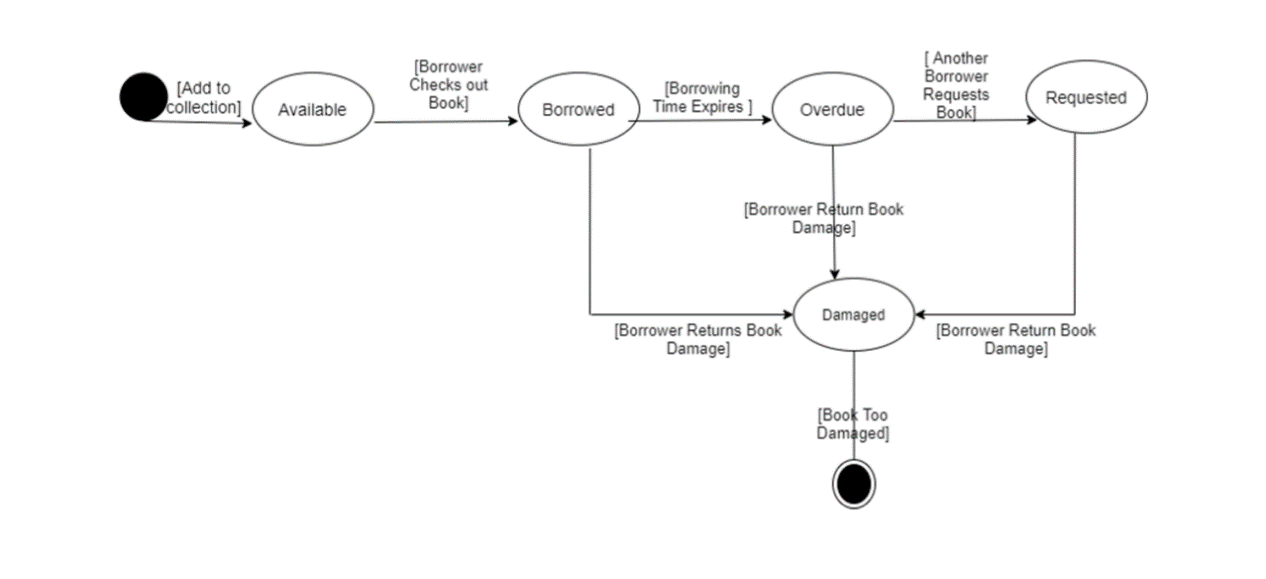 [Add to
collection]
Available
[Borrower
Checks out
Book]
Borrowed
[Borrowing
Time Expires ]
Overdue
[ Another
Borrower
Requests
Book]
Requested
[Borrower Return Book
Damage]
Damaged
[Borrower Returns Book
Damage]
[Borrower Return Book
Damage]
[Book Too
Damaged]